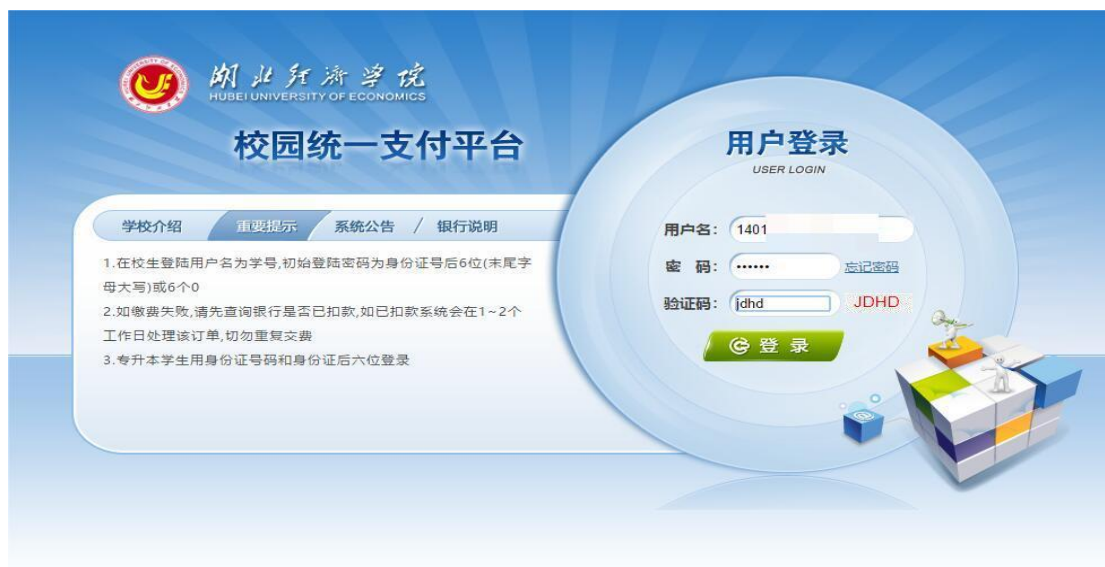 湖北经济学院
HUBEI UNIVERSITY OF ECONOMICS
校园统一支付平台
学校介绍 重要提示 系统公告 / 银行说明
1.在校生登陆用户名为学号,初始登陆密码为身份证号后6位(末尾字
母大写)或6个0
2.如缴费失败,请先查询银行是否已扣款,如已扣款系统会在1~2个
工作日处理该订单,切勿重复交费
3.专升本学生用身份证号码和身份证后六位登录
用户登录
USER LOGIN
用户名: 1401
密 码: ······ 忘记密码
验证码: jdhd JDHD
登 录
@